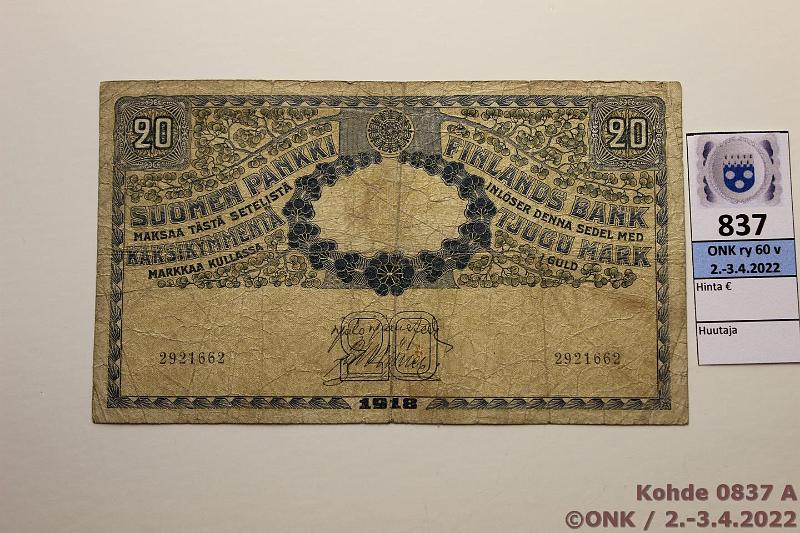 20
20
SUOMEN PANKKI
MAKSAA TÄSTÄ SETELISTÄ
KAKSIKYMMENTÄ
MARKKAA KULLASSA
FINLANDS BANK
INLÖSER DENNA SEDEL MED
TJUGU MARK
I GULD
20
2921662
2921662
1918
837
ONK ry 60 v
2.-3.4.2022
Hinta €
Huutaja
Kohde 0837 A
©ONK / 2.-3.4.2022